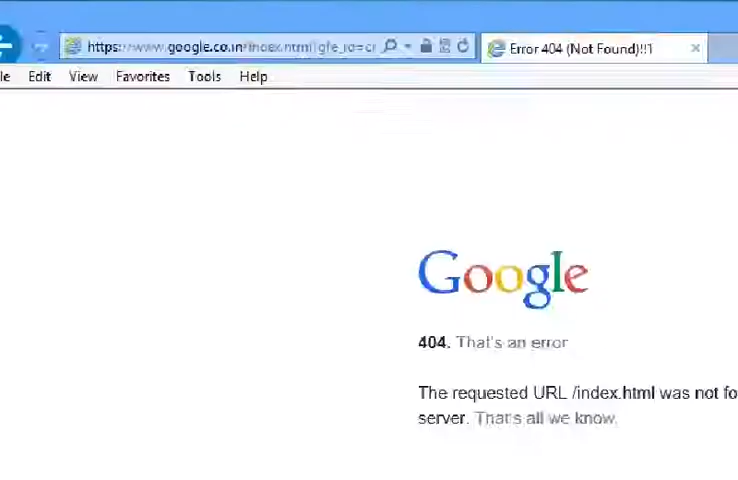 https://www.google.co.in/index.html?gfe_rd=cr
Error 404 (Not Found)!!1
le Edit View Favorites Tools Help
Google
404. That's an error
The requested URL /index.html was not fo
server. That's all we know.